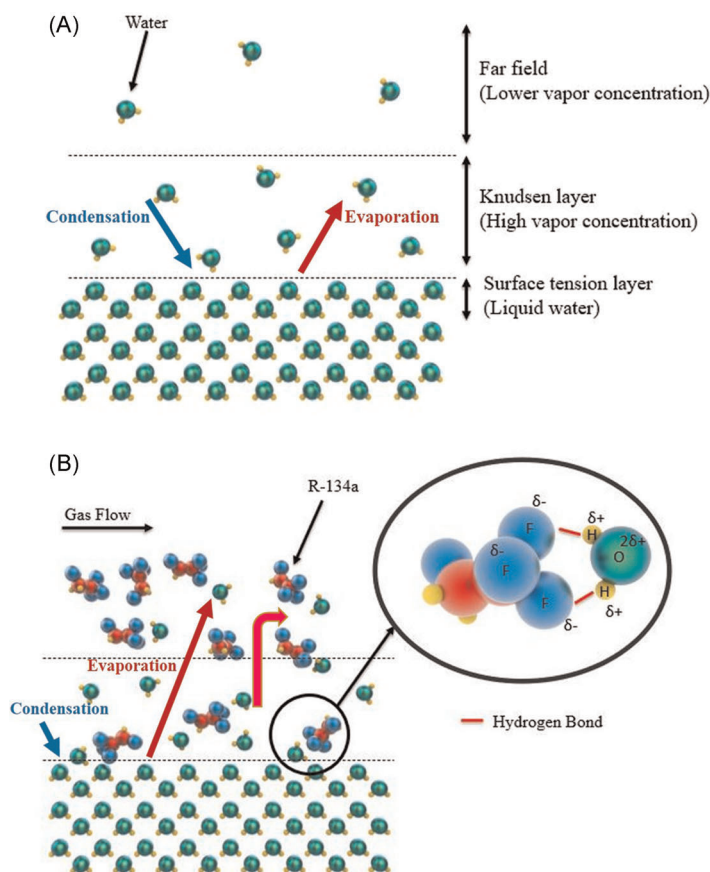 (A)
Water
Far field
(Lower vapor concentration)
Condensation
Evaporation
Knudsen layer
(High vapor concentration)
Surface tension layer
(Liquid water)
(B)
R-134a
Gas Flow
Evaporation
Condensation
δ-
δ+
F
H
2δ+
O
δ-
F
F
H
δ-
δ+
Hydrogen Bond